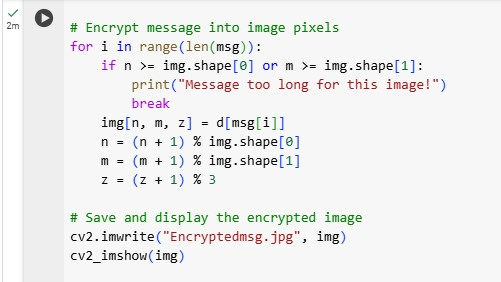 2m
# Encrypt message into image pixels
for i in range(len(msg)):
    if n >= img.shape[0] or m >= img.shape[1]:
        print("Message too long for this image!")
        break
    img[n, m, z] = d[msg[i]]
    n = (n + 1) % img.shape[0]
    m = (m + 1) % img.shape[1]
    z = (z + 1) % 3

# Save and display the encrypted image
cv2.imwrite("Encryptedmsg.jpg", img)
cv2_imshow(img)